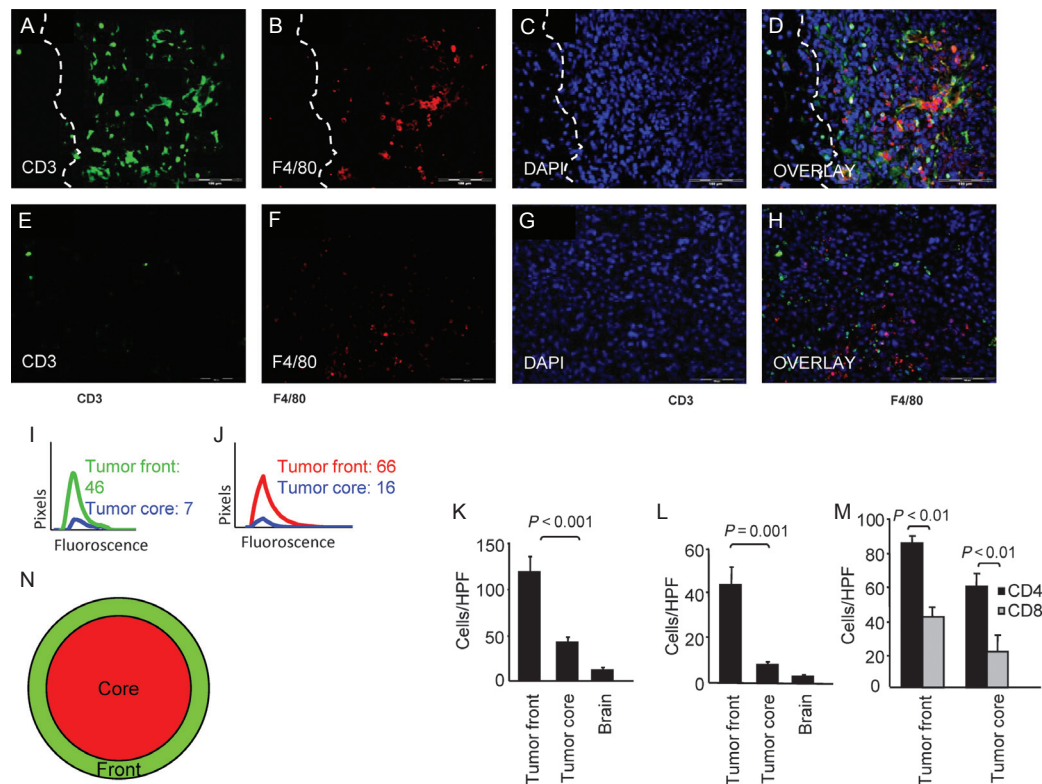 A
B
C
D
CD3
F4/80
DAPI
OVERLAY
E
F
G
H
CD3
F4/80
DAPI
OVERLAY
CD3
F4/80
CD3
F4/80
I
J
Pixels
Tumor front:
46
Tumor core: 7
Fluoroscence
Pixels
Tumor front: 66
Tumor core: 16
Fluoroscence
K
P < 0.001
Cells/HPF
150
100
50
0
Tumor front
Tumor core
Brain
L
P = 0.001
Cells/HPF
60
40
20
0
Tumor front
Tumor core
Brain
M
P < 0.01
P < 0.01
Cells/HPF
100
80
60
40
20
0
CD4
CD8
Tumor front
Tumor core
N
Core
Front